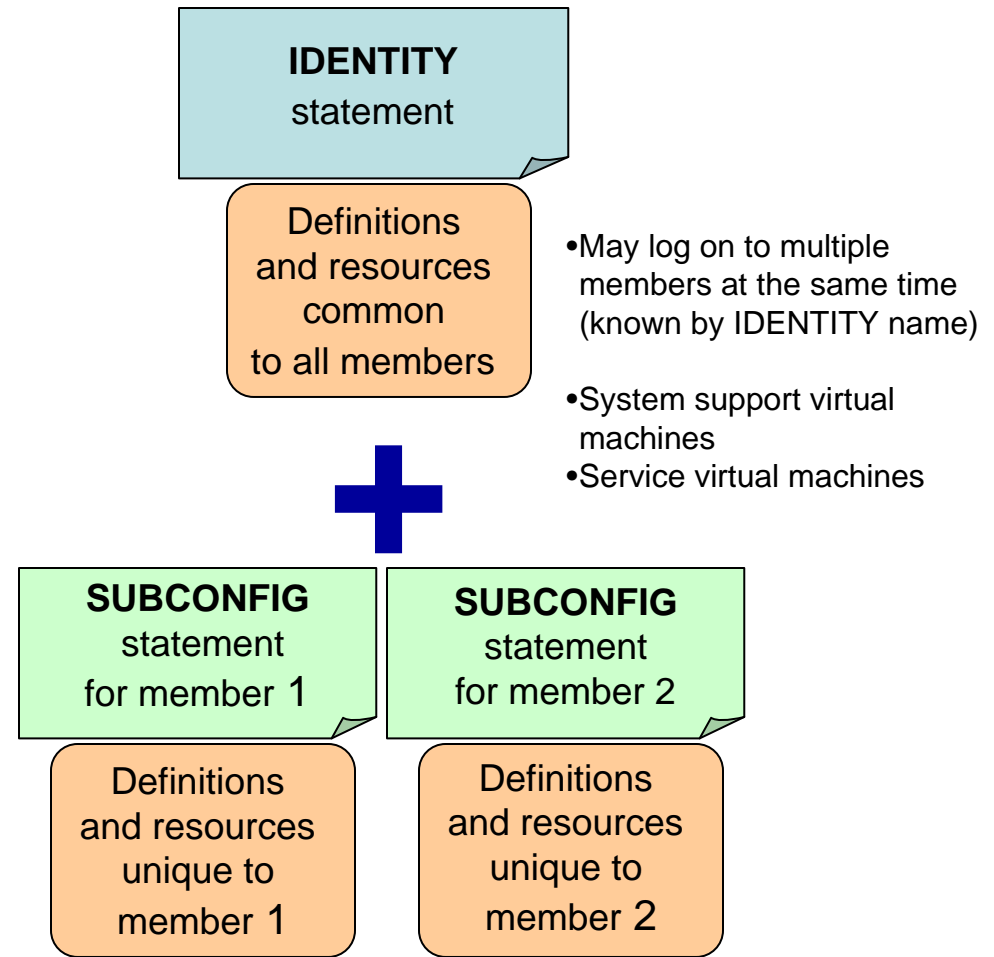 IDENTITY
statement
Definitions
and resources
common
to all members
•May log on to multiple
members at the same time
(known by IDENTITY name)
•System support virtual
machines
•Service virtual machines
SUBCONFIG
statement
for member 1
Definitions
and resources
unique to
member 1
SUBCONFIG
statement
for member 2
Definitions
and resources
unique to
member 2